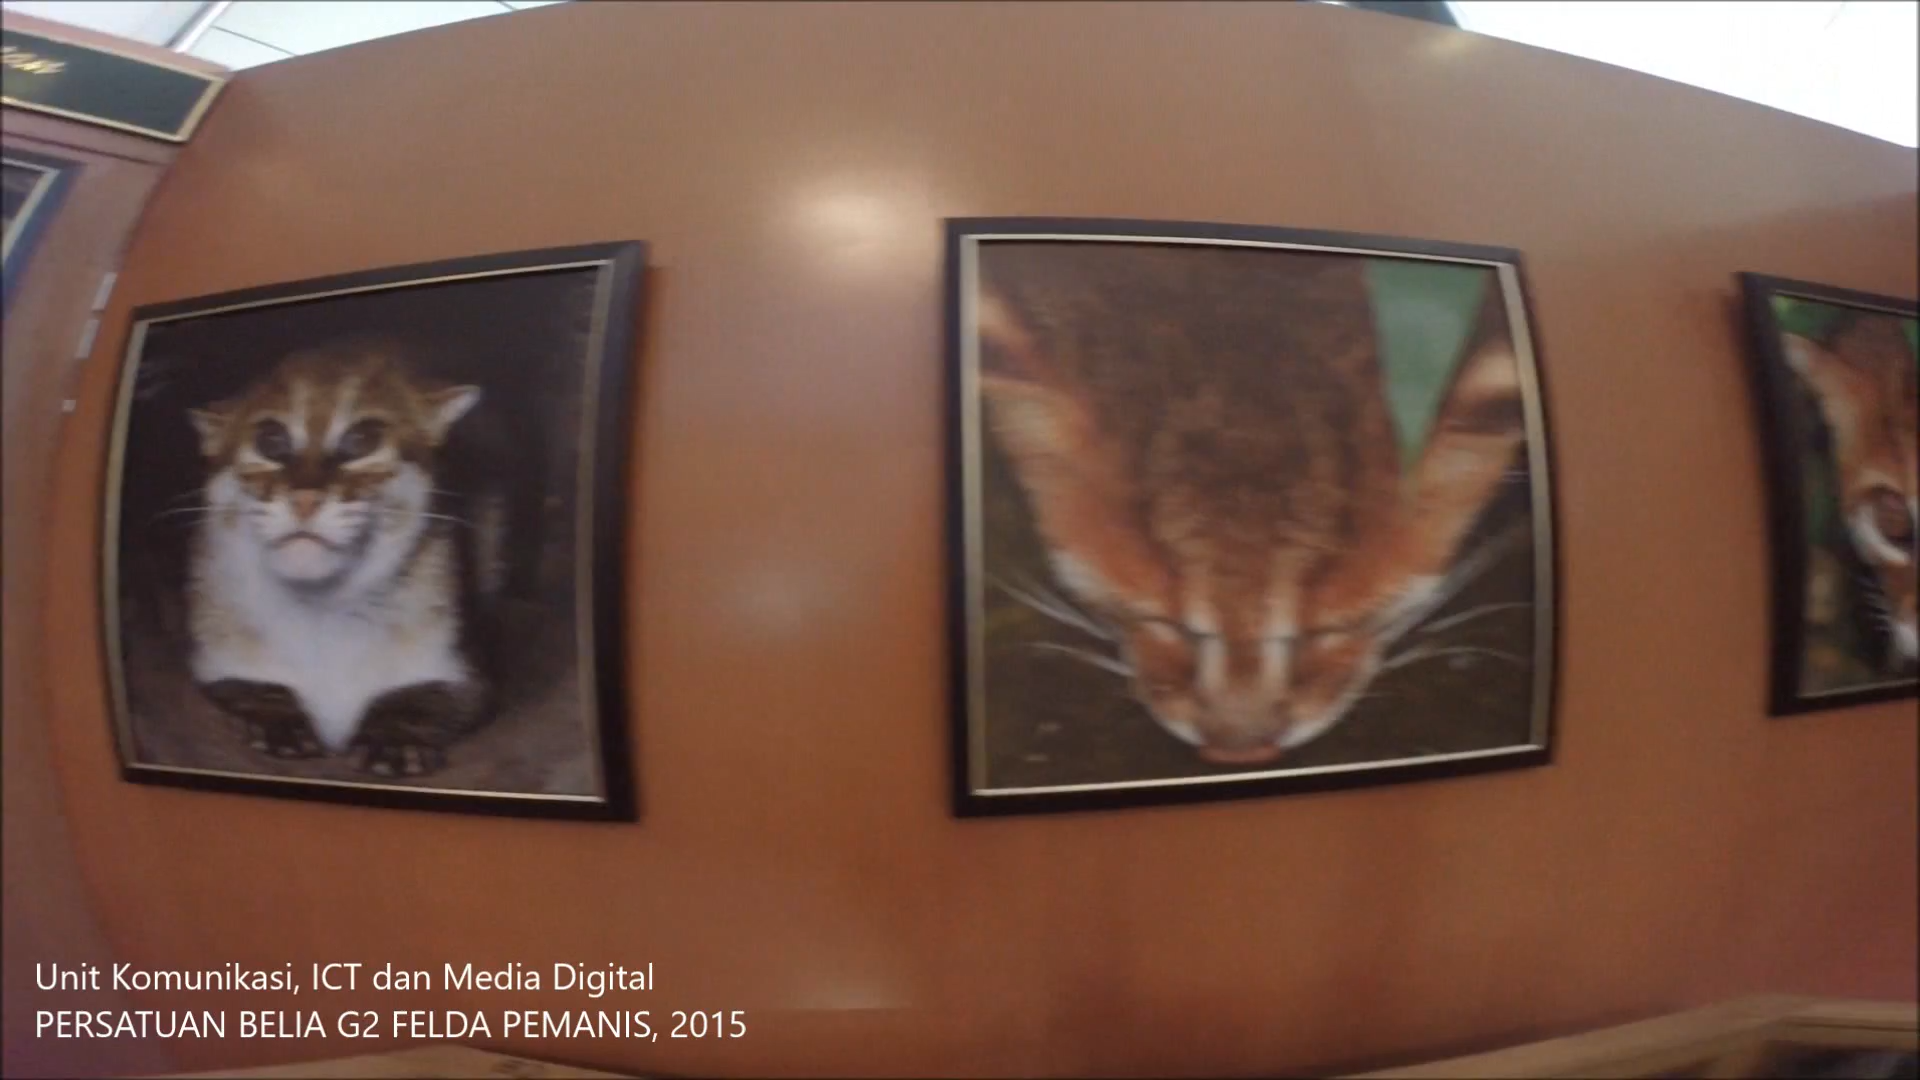 Unit Komunikasi, ICT dan Media Digital
PERSATUAN BELIA G2 FELDA PEMANIS, 2015